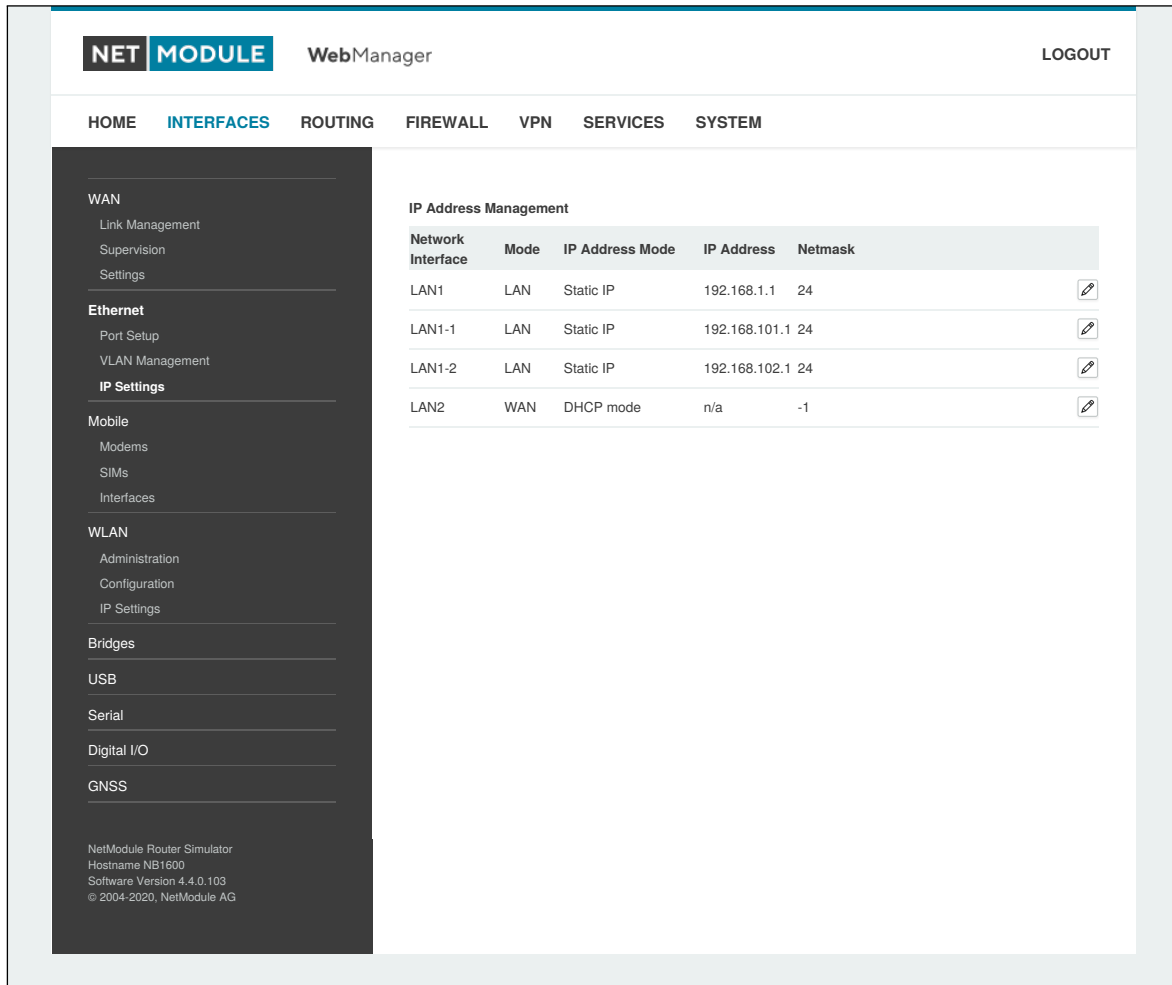 NET MODULE WebManager LOGOUT
HOME INTERFACES ROUTING FIREWALL VPN SERVICES SYSTEM
WAN
Link Management
Supervision
Settings
Ethernet
Port Setup
VLAN Management
IP Settings
Mobile
Modems
SIMs
Interfaces
WLAN
Administration
Configuration
IP Settings
Bridges
USB
Serial
Digital I/O
GNSS
NetModule Router Simulator
Hostname NB1600
Software Version 4.4.0.103
© 2004-2020, NetModule AG
IP Address Management
Network Interface Mode IP Address Mode IP Address Netmask
LAN1 LAN Static IP 192.168.1.1 24
LAN1-1 LAN Static IP 192.168.101.1 24
LAN1-2 LAN Static IP 192.168.102.1 24
LAN2 WAN DHCP mode n/a -1